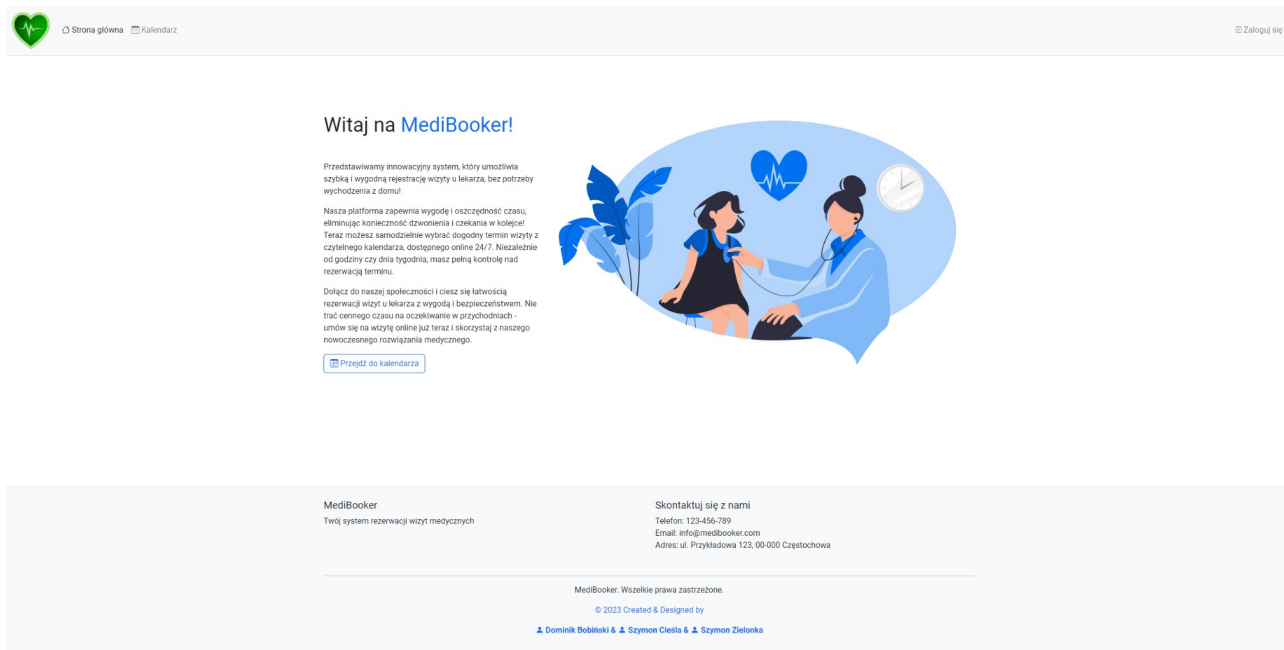 Strona główna Kalendarz Zaloguj się
Witaj na MediBooker!
Przedstawiwamy innowacyjny system, który umożliwia
szybką i wygodną rejestrację wizyty u lekarza, bez potrzeby
wychodzenia z domu!
Nasza platforma zapewnia wygodę i oszczędność czasu,
eliminując konieczność dzwonienia i czekania w kolejce!
Teraz możesz samodzielnie wybrać dogodny termin wizyty z
czytelnego kalendarza, dostępnego online 24/7. Niezależnie
od godziny czy dnia tygodnia, masz pełną kontrolę nad
rezerwacją terminu.
Dołącz do naszej społeczności i ciesz się łatwością
rezerwacji wizyt u lekarza z wygodą i bezpieczeństwem. Nie
trać cennego czasu na oczekiwanie w przychodniach -
umów się na wizytę online już teraz i skorzystaj z naszego
nowoczesnego rozwiązania medycznego.
Przejdź do kalendarza
MediBooker
Twój system rezerwacji wizyt medycznych
Skontaktuj się z nami
Telefon: 123-456-789
Email: info@medibooker.com
Adres: ul. Przykładowa 123, 00-000 Częstochowa
MediBooker. Wszelkie prawa zastrzeżone.
© 2023 Created & Designed by
Dominik Bobiński & Szymon Cieśla & Szymon Zielonka